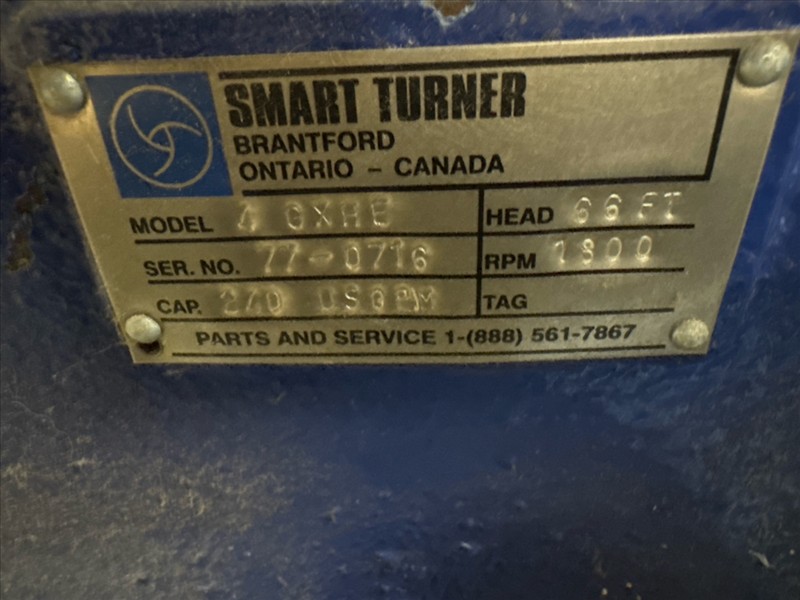 SMART TURNER
BRANTFORD
ONTARIO - CANADA
MODEL 4 GXHE HEAD 66 FT
SER. NO. 77-0716 RPM 1800
CAP. 270 USGPM TAG
PARTS AND SERVICE 1-(888) 561-7867